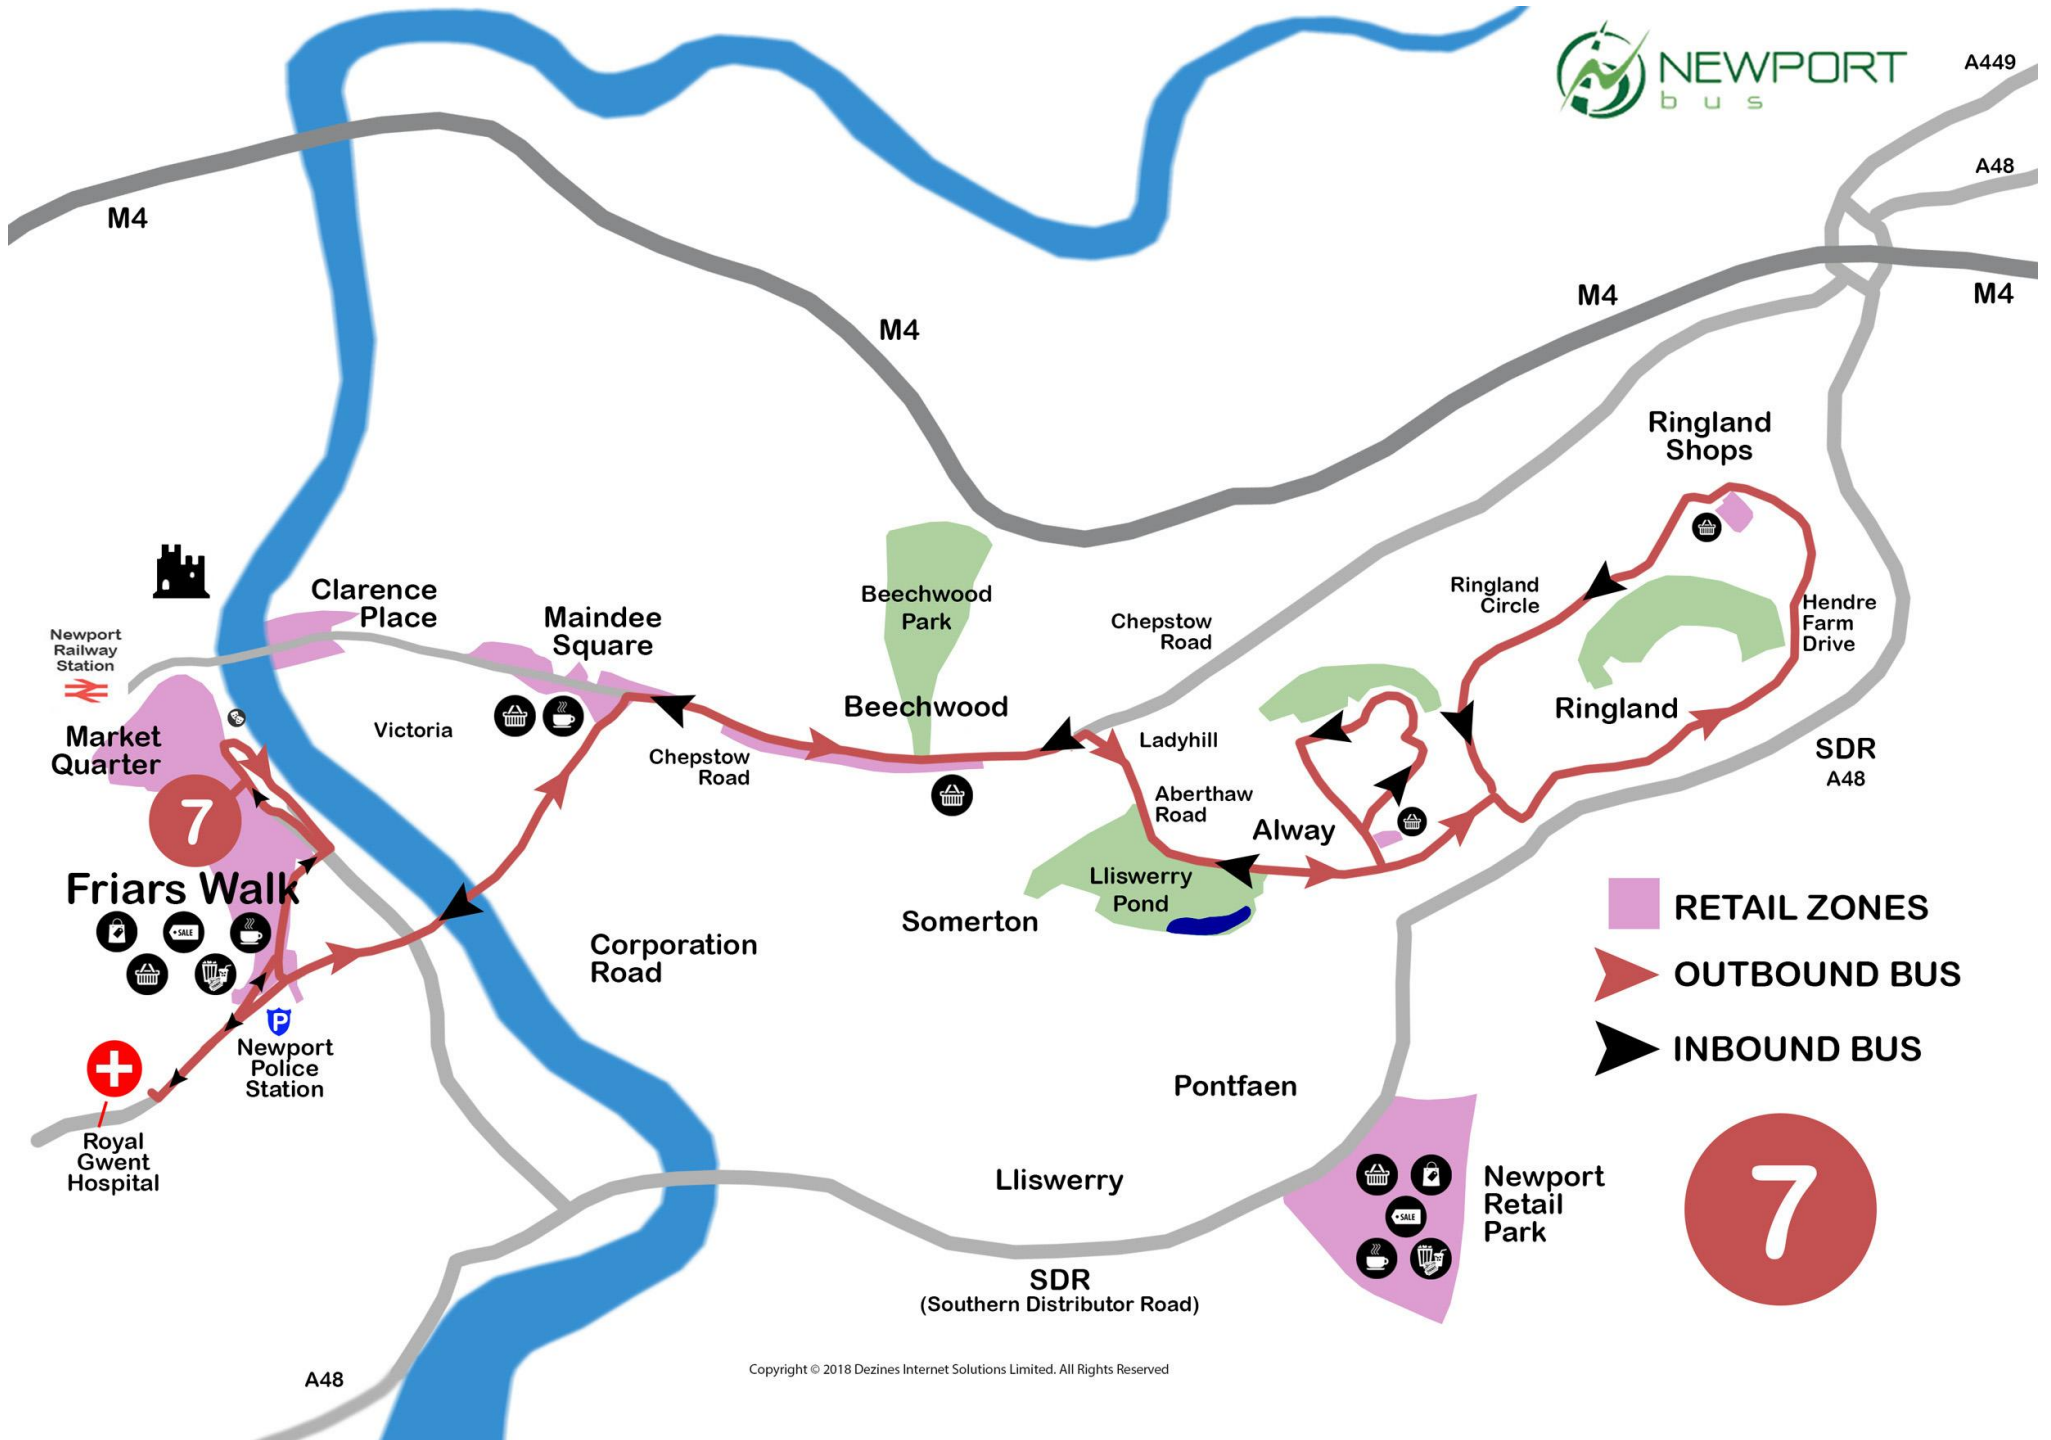 NEWPORT
bus
A449
A48
M4
M4
M4
M4
Ringland
Shops
Clarence
Place
Maindee
Square
Beechwood
Park
Chepstow
Road
Ringland
Circle
Hendre
Farm
Drive
Newport
Railway
Station
Victoria
Beechwood
Ringland
Market
Quarter
Chepstow
Road
Ladyhill
SDR
A48
7
Aberthaw
Road
Alway
Friars Walk
SALE
Lliswerry
Pond
Somerton
Corporation
Road
RETAIL ZONES
OUTBOUND BUS
INBOUND BUS
P
Newport
Police
Station
Royal
Gwent
Hospital
Pontfaen
Lliswerry
SALE
Newport
Retail
Park
7
SDR
(Southern Distributor Road)
A48
Copyright © 2018 Dezines Internet Solutions Limited. All Rights Reserved